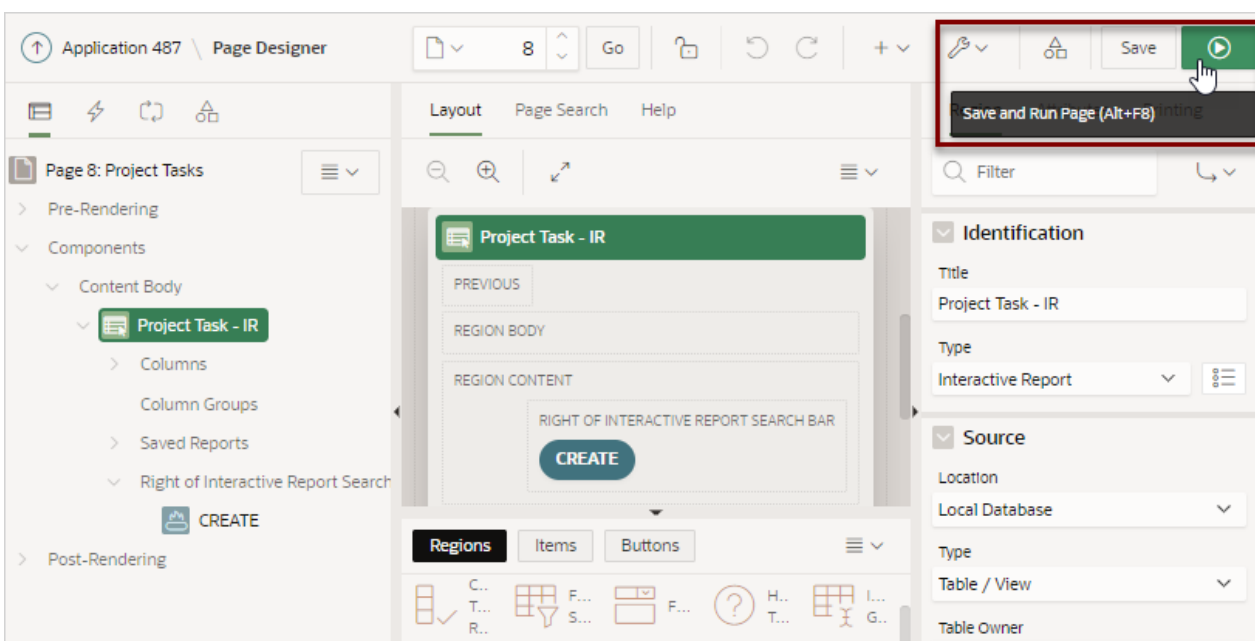 Application 487 \ Page Designer
8
Go
Save
Save and Run Page (Alt+F8)
Layout
Page Search
Help
Page 8: Project Tasks
Filter
Pre-Rendering
Components
Content Body
Project Task - IR
Columns
Column Groups
Saved Reports
Right of Interactive Report Search
CREATE
Post-Rendering
Project Task - IR
PREVIOUS
REGION BODY
REGION CONTENT
RIGHT OF INTERACTIVE REPORT SEARCH BAR
CREATE
Regions
Items
Buttons
C..
T...
R..
F...
S...
F...
H..
T...
I...
G..
Identification
Title
Project Task - IR
Type
Interactive Report
Source
Location
Local Database
Type
Table / View
Table Owner